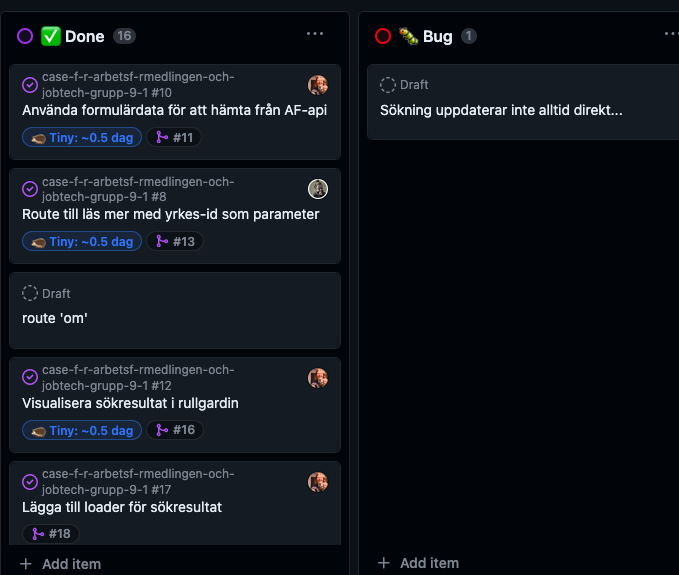 ✅ Done 16 ...
case-f-r-arbetsf-rmedlingen-och-
jobtech-grupp-9-1 #10
Använda formulärdata för att hämta från AF-api
🦔 Tiny: ~0.5 dag #11
case-f-r-arbetsf-rmedlingen-och-
jobtech-grupp-9-1 #8
Route till läs mer med yrkes-id som parameter
🦔 Tiny: ~0.5 dag #13
Draft
route 'om'
case-f-r-arbetsf-rmedlingen-och-
jobtech-grupp-9-1 #12
Visualisera sökresultat i rullgardin
🦔 Tiny: ~0.5 dag #16
case-f-r-arbetsf-rmedlingen-och-
jobtech-grupp-9-1 #17
Lägga till loader för sökresultat
#18
+ Add item
🐛 Bug 1
Draft
Sökning uppdaterar inte alltid direkt...
+ Add item